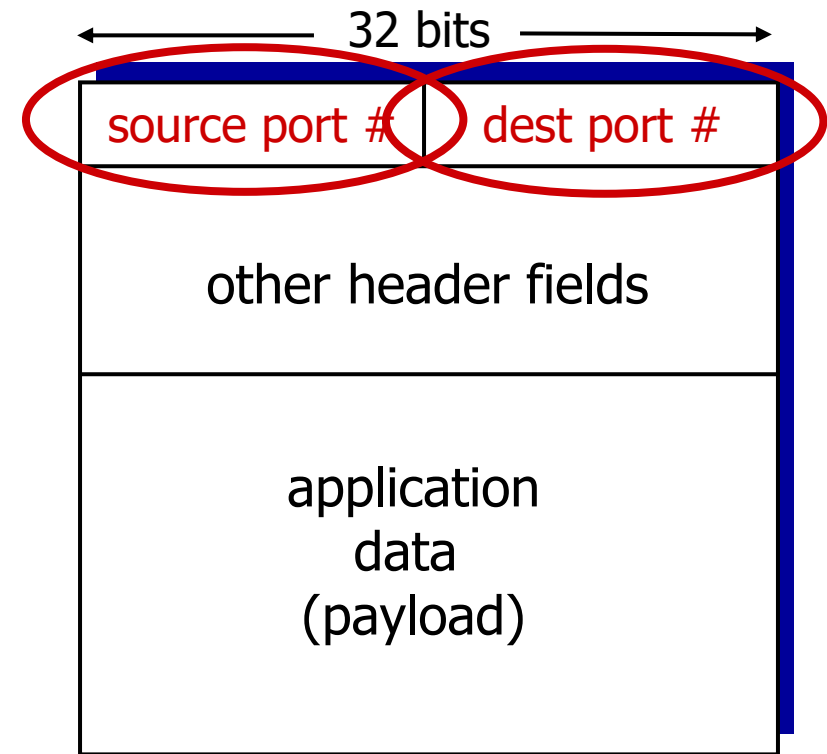 32 bits
source port # dest port #
other header fields
application
data
(payload)